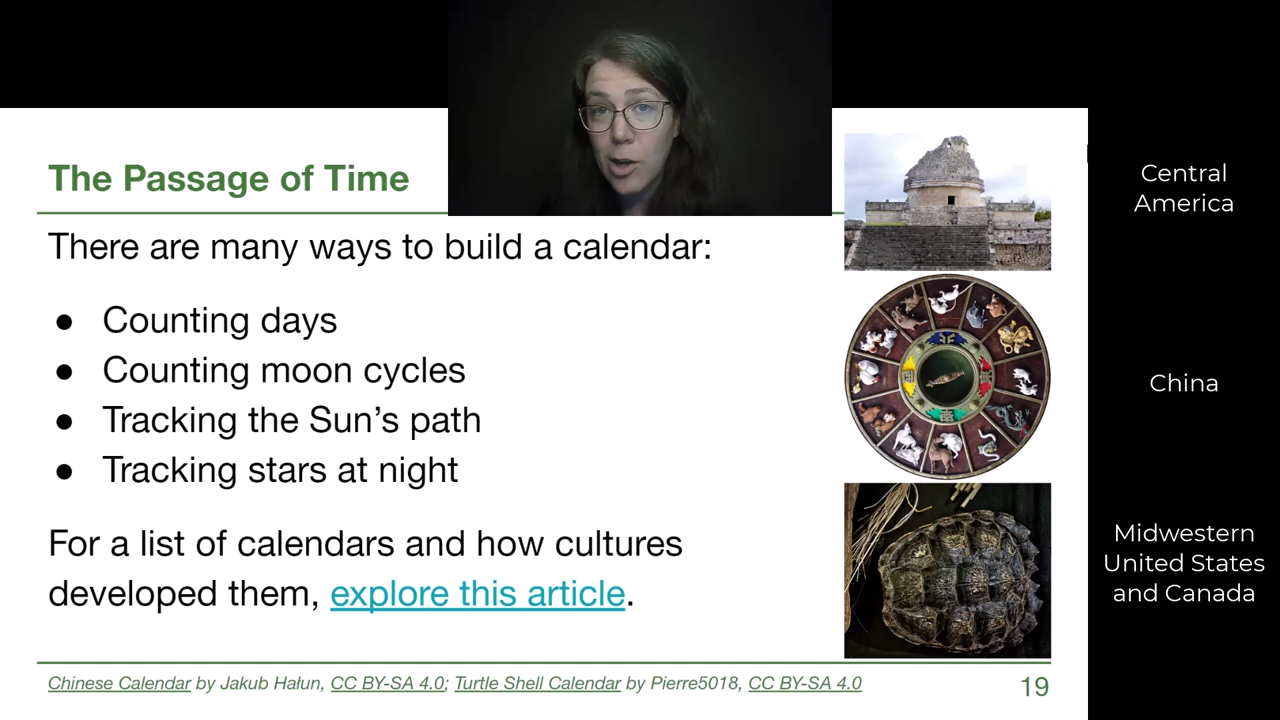 The Passage of Time
There are many ways to build a calendar:
● Counting days
● Counting moon cycles
● Tracking the Sun's path
● Tracking stars at night
For a list of calendars and how cultures
developed them, explore this article.
Chinese Calendar by Jakub Hałun, CC BY-SA 4.0; Turtle Shell Calendar by Pierre5018, CC BY-SA 4.0
19
Central
America
China
Midwestern
United States
and Canada